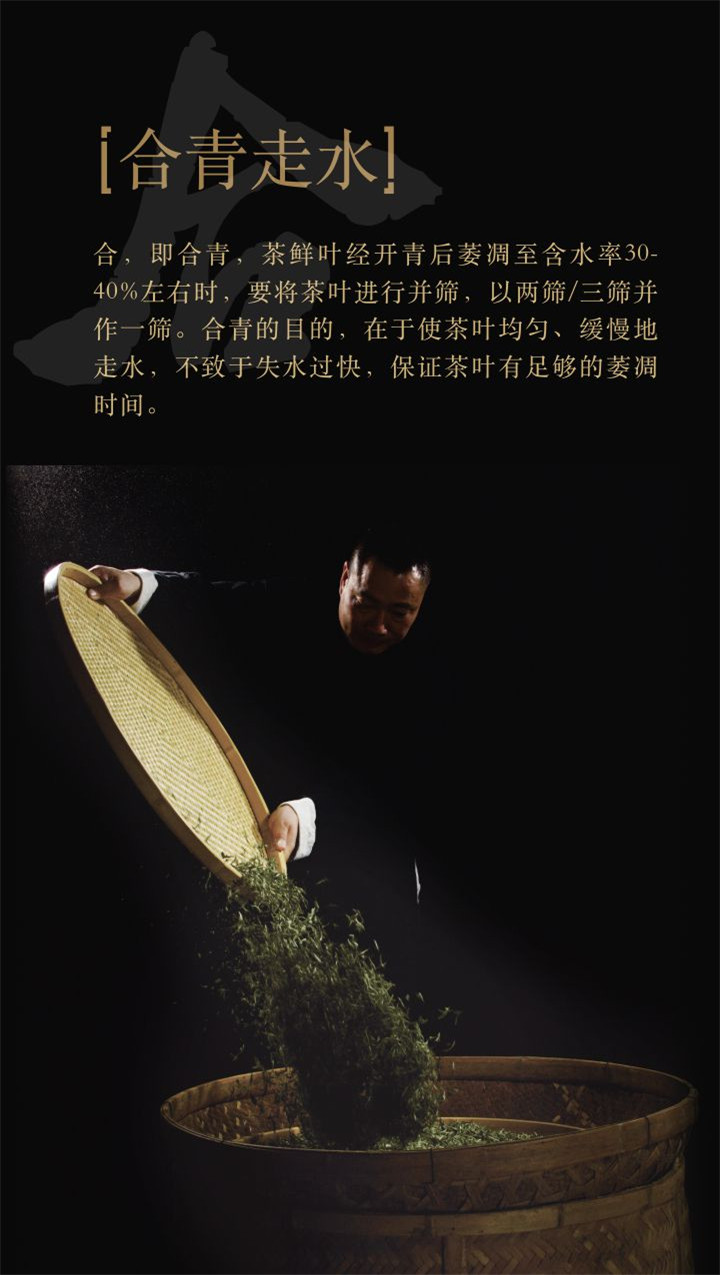 [合青走水]
合，即合青，茶鲜叶经开青后萎凋至含水率30-
40%左右时，要将茶叶进行并筛，以两筛/三筛并
作一筛。合青的目的，在于使茶叶均匀、缓慢地
走水，不致于失水过快，保证茶叶有足够的萎凋
时间。